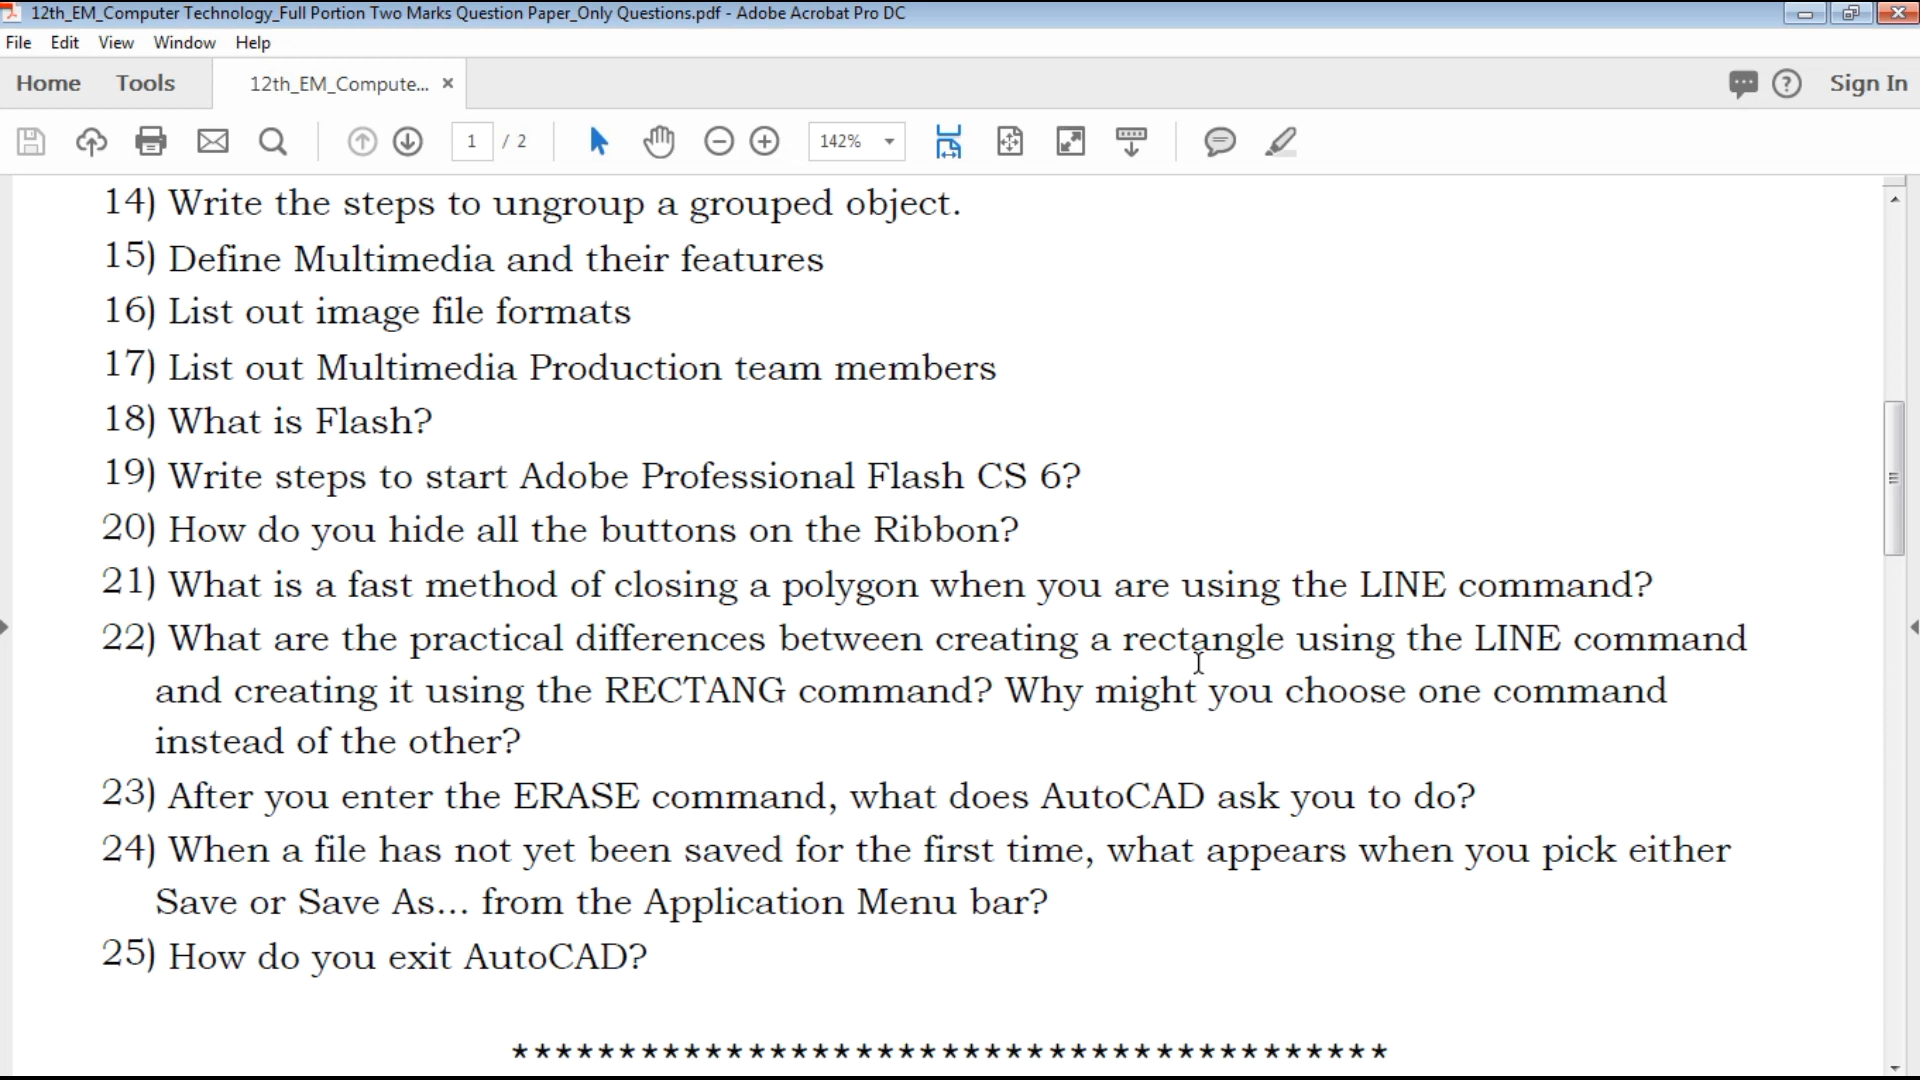 12th_EM_Computer Technology_Full Portion Two Marks Question Paper_Only Questions.pdf - Adobe Acrobat Pro DC
File Edit View Window Help
Home Tools 12th_EM_Compute... × Sign In
1 / 2 142%
14) Write the steps to ungroup a grouped object.
15) Define Multimedia and their features
16) List out image file formats
17) List out Multimedia Production team members
18) What is Flash?
19) Write steps to start Adobe Professional Flash CS 6?
20) How do you hide all the buttons on the Ribbon?
21) What is a fast method of closing a polygon when you are using the LINE command?
22) What are the practical differences between creating a rectangle using the LINE command
and creating it using the RECTANG command? Why might you choose one command
instead of the other?
23) After you enter the ERASE command, what does AutoCAD ask you to do?
24) When a file has not yet been saved for the first time, what appears when you pick either
Save or Save As... from the Application Menu bar?
25) How do you exit AutoCAD?
*****************************************